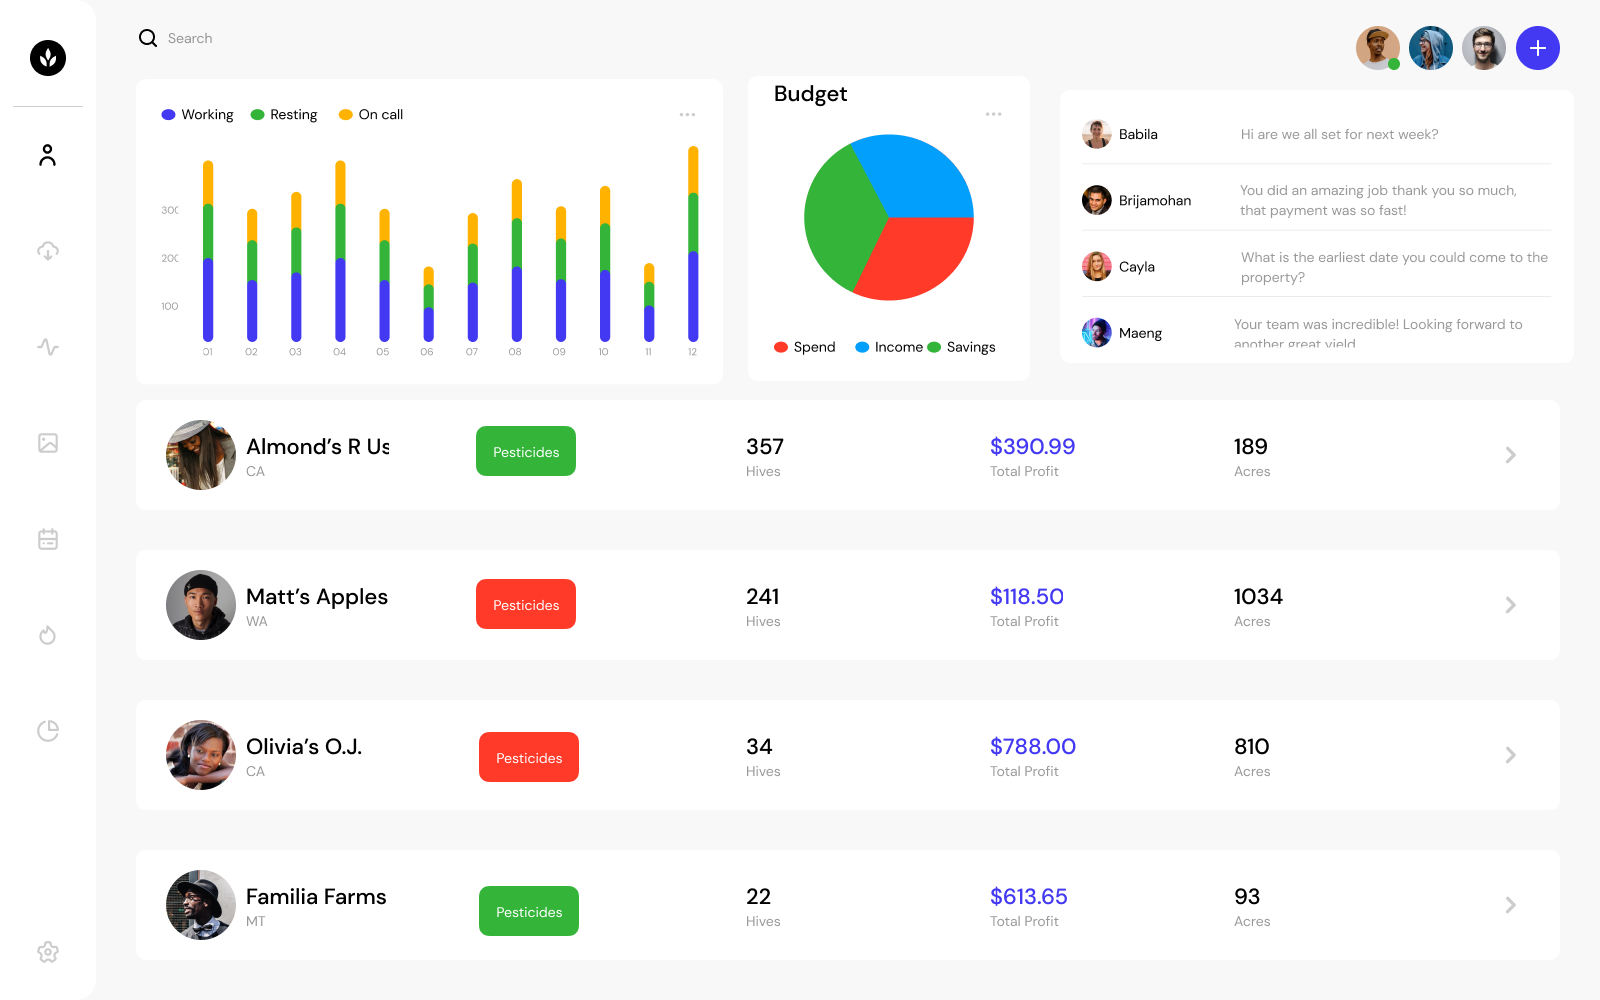 Search
Working Resting On call
300
200
100
01 02 03 04 05 06 07 08 09 10 11 12
Budget
Spend Income Savings
Babila Hi are we all set for next week?
Brijamohan You did an amazing job thank you so much,
that payment was so fast!
Cayla What is the earliest date you could come to the
property?
Maeng Your team was incredible! Looking forward to
another great yield
Almond’s R Us
CA
Pesticides
357
Hives
$390.99
Total Profit
189
Acres
Matt’s Apples
WA
Pesticides
241
Hives
$118.50
Total Profit
1034
Acres
Olivia’s O.J.
CA
Pesticides
34
Hives
$788.00
Total Profit
810
Acres
Familia Farms
MT
Pesticides
22
Hives
$613.65
Total Profit
93
Acres